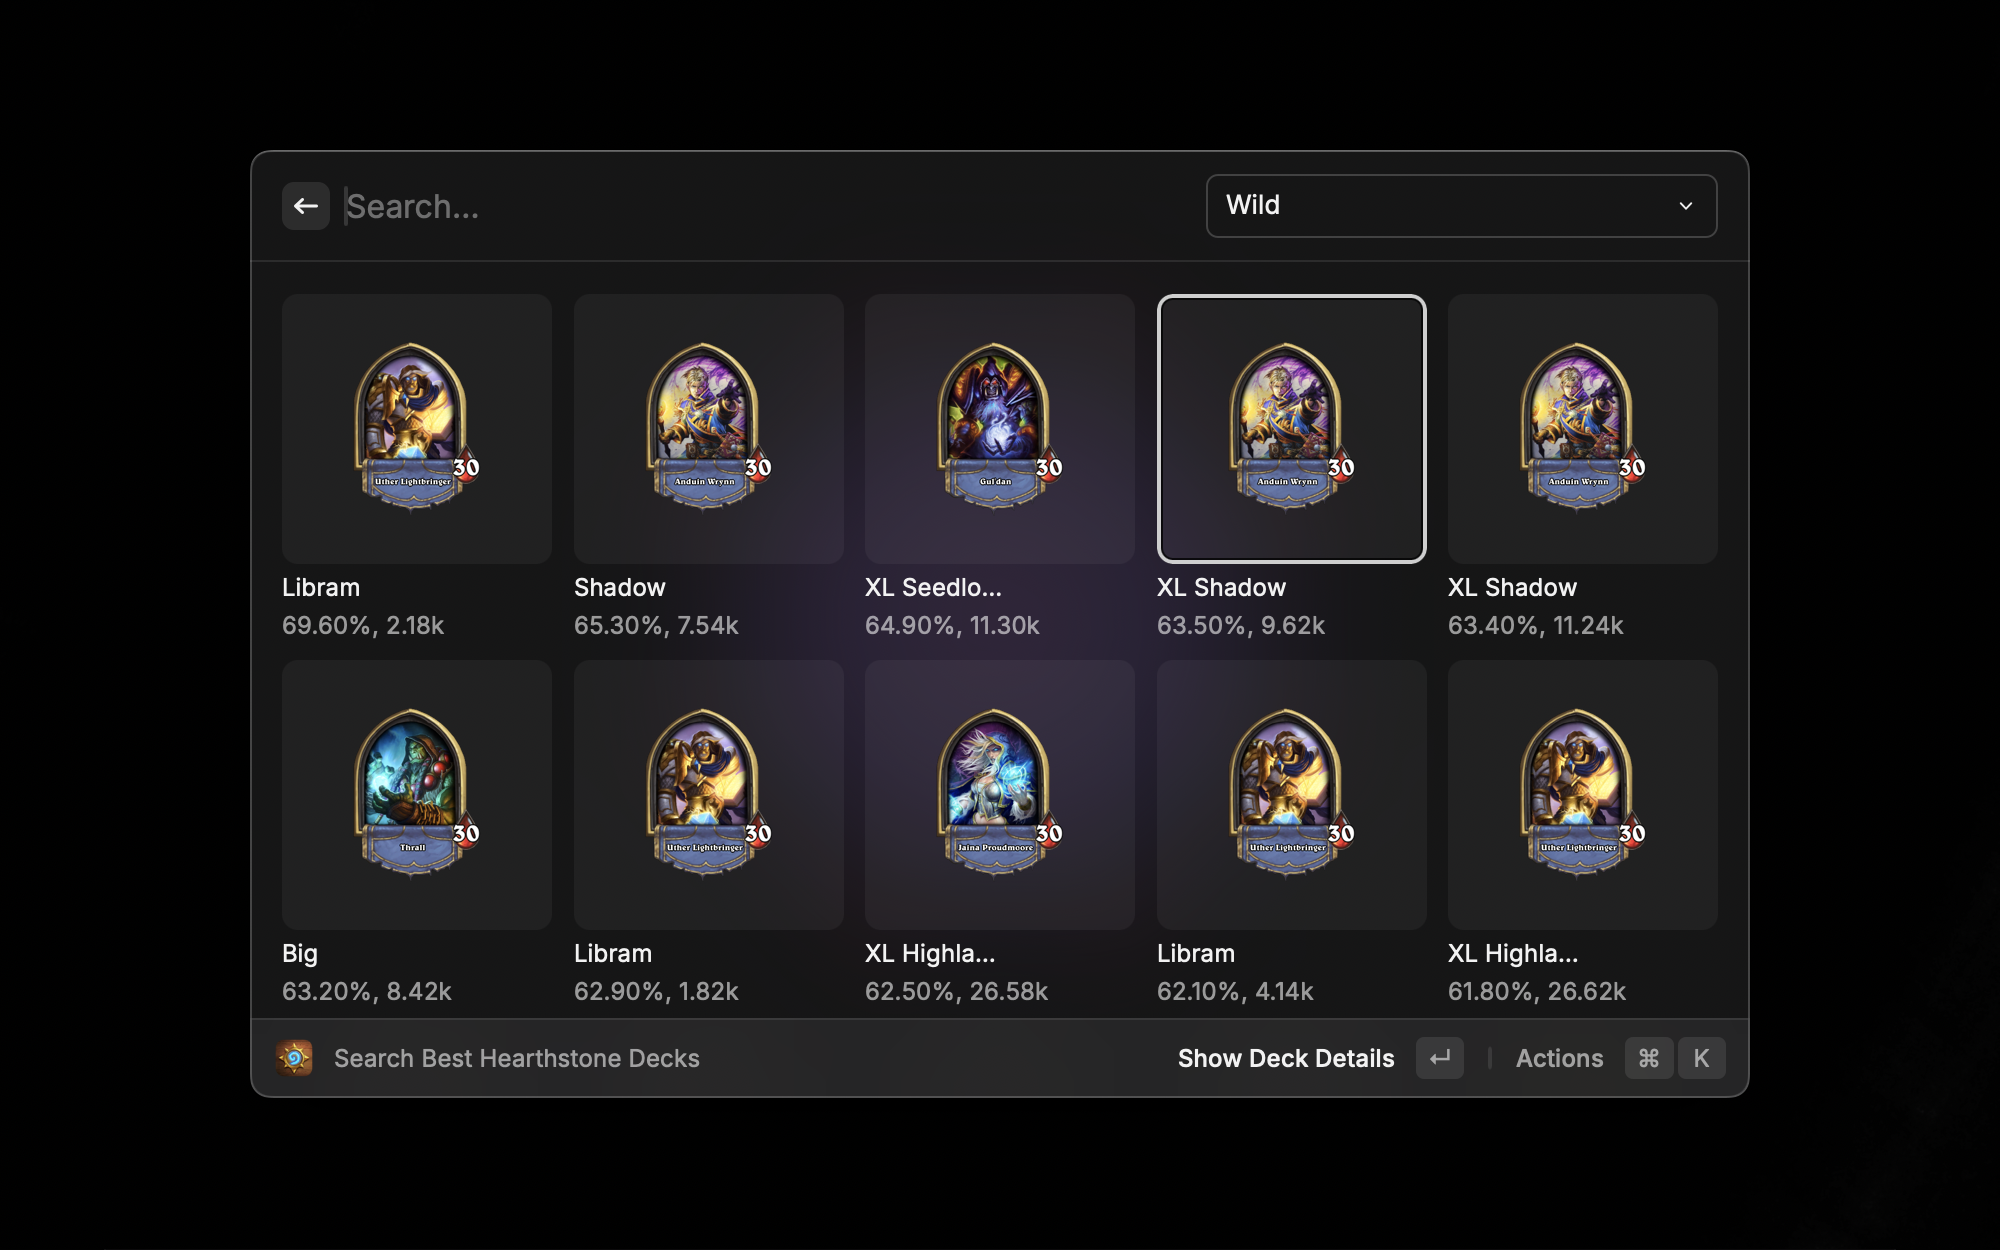 Search...
Wild
30
Uther Lightbringer
30
Anduin Wrynn
30
Gul'dan
30
Anduin Wrynn
30
Anduin Wrynn
Libram
69.60%, 2.18k
Shadow
65.30%, 7.54k
XL Seedlo...
64.90%, 11.30k
XL Shadow
63.50%, 9.62k
XL Shadow
63.40%, 11.24k
30
Thrall
30
Uther Lightbringer
30
Jaina Proudmoore
30
Uther Lightbringer
30
Uther Lightbringer
Big
63.20%, 8.42k
Libram
62.90%, 1.82k
XL Highla...
62.50%, 26.58k
Libram
62.10%, 4.14k
XL Highla...
61.80%, 26.62k
Search Best Hearthstone Decks
Show Deck Details ↵ | Actions ⌘ K